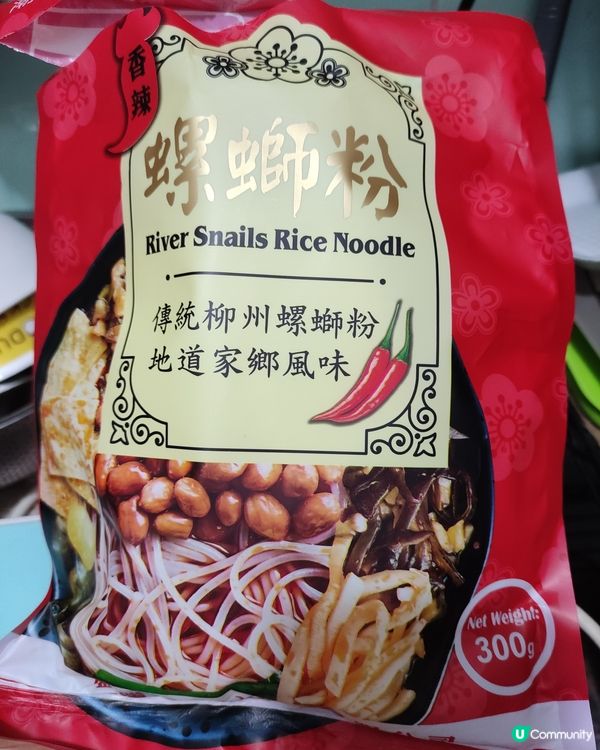 香辣
螺螄粉
River Snails Rice Noodle
傳統柳州螺螄粉
地道家鄉風味
Net Weight:
300g
U Community